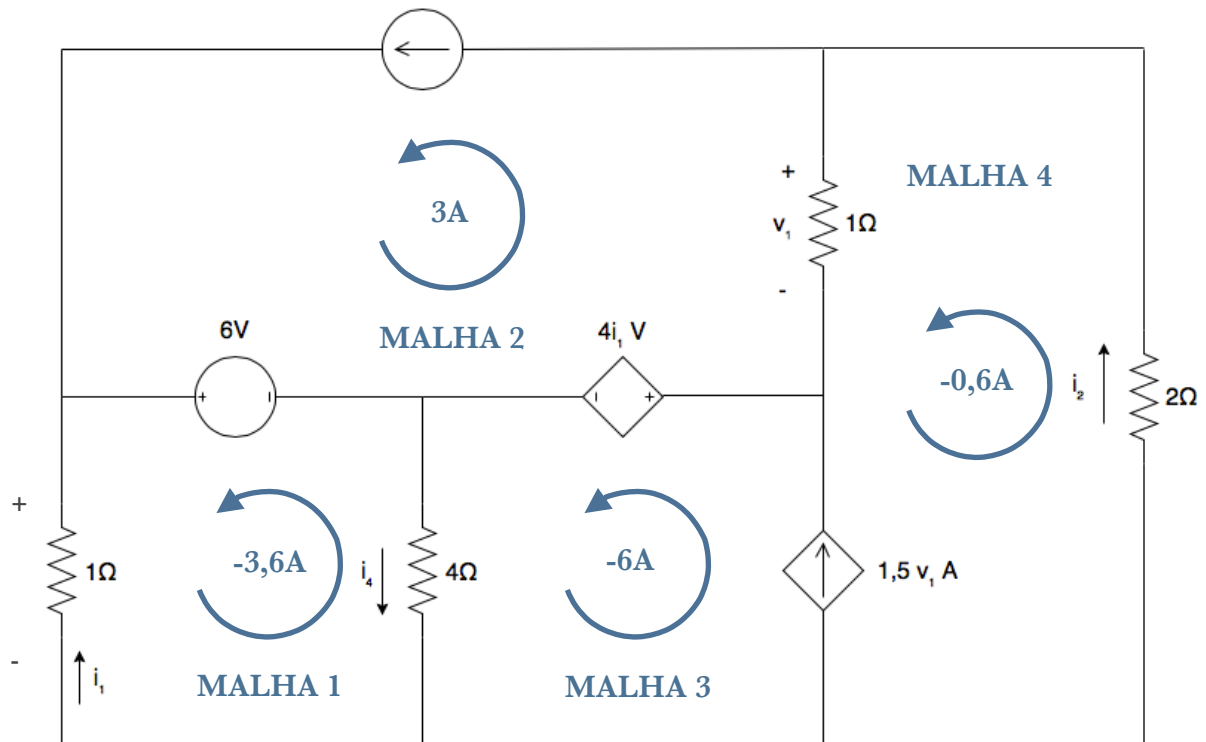 +
MALHA 4
3A
v₁
1Ω
-
6V
4i₁ V
MALHA 2
+ -
- +
-0,6A
i₂
2Ω
+
-3,6A
-6A
1Ω
i₄
4Ω
1,5 v₁ A
-
i₁
MALHA 1
MALHA 3